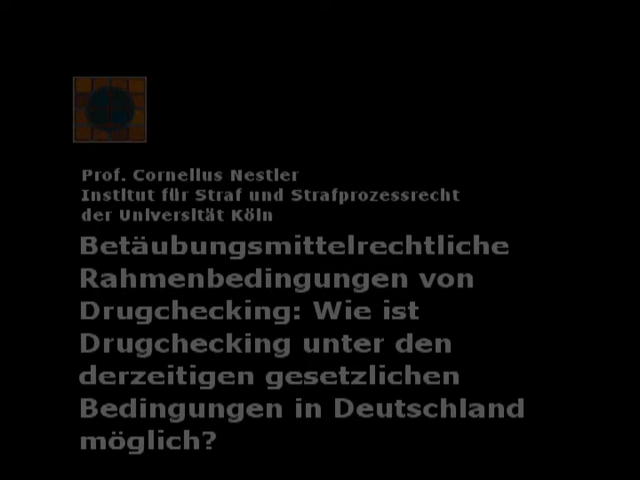 Prof. Cornelius Nestler
Institut für Straf und Strafprozessrecht
der Universität Köln
Betäubungsmittelrechtliche
Rahmenbedingungen von
Drugchecking: Wie ist
Drugchecking unter den
derzeitigen gesetzlichen
Bedingungen in Deutschland
möglich?